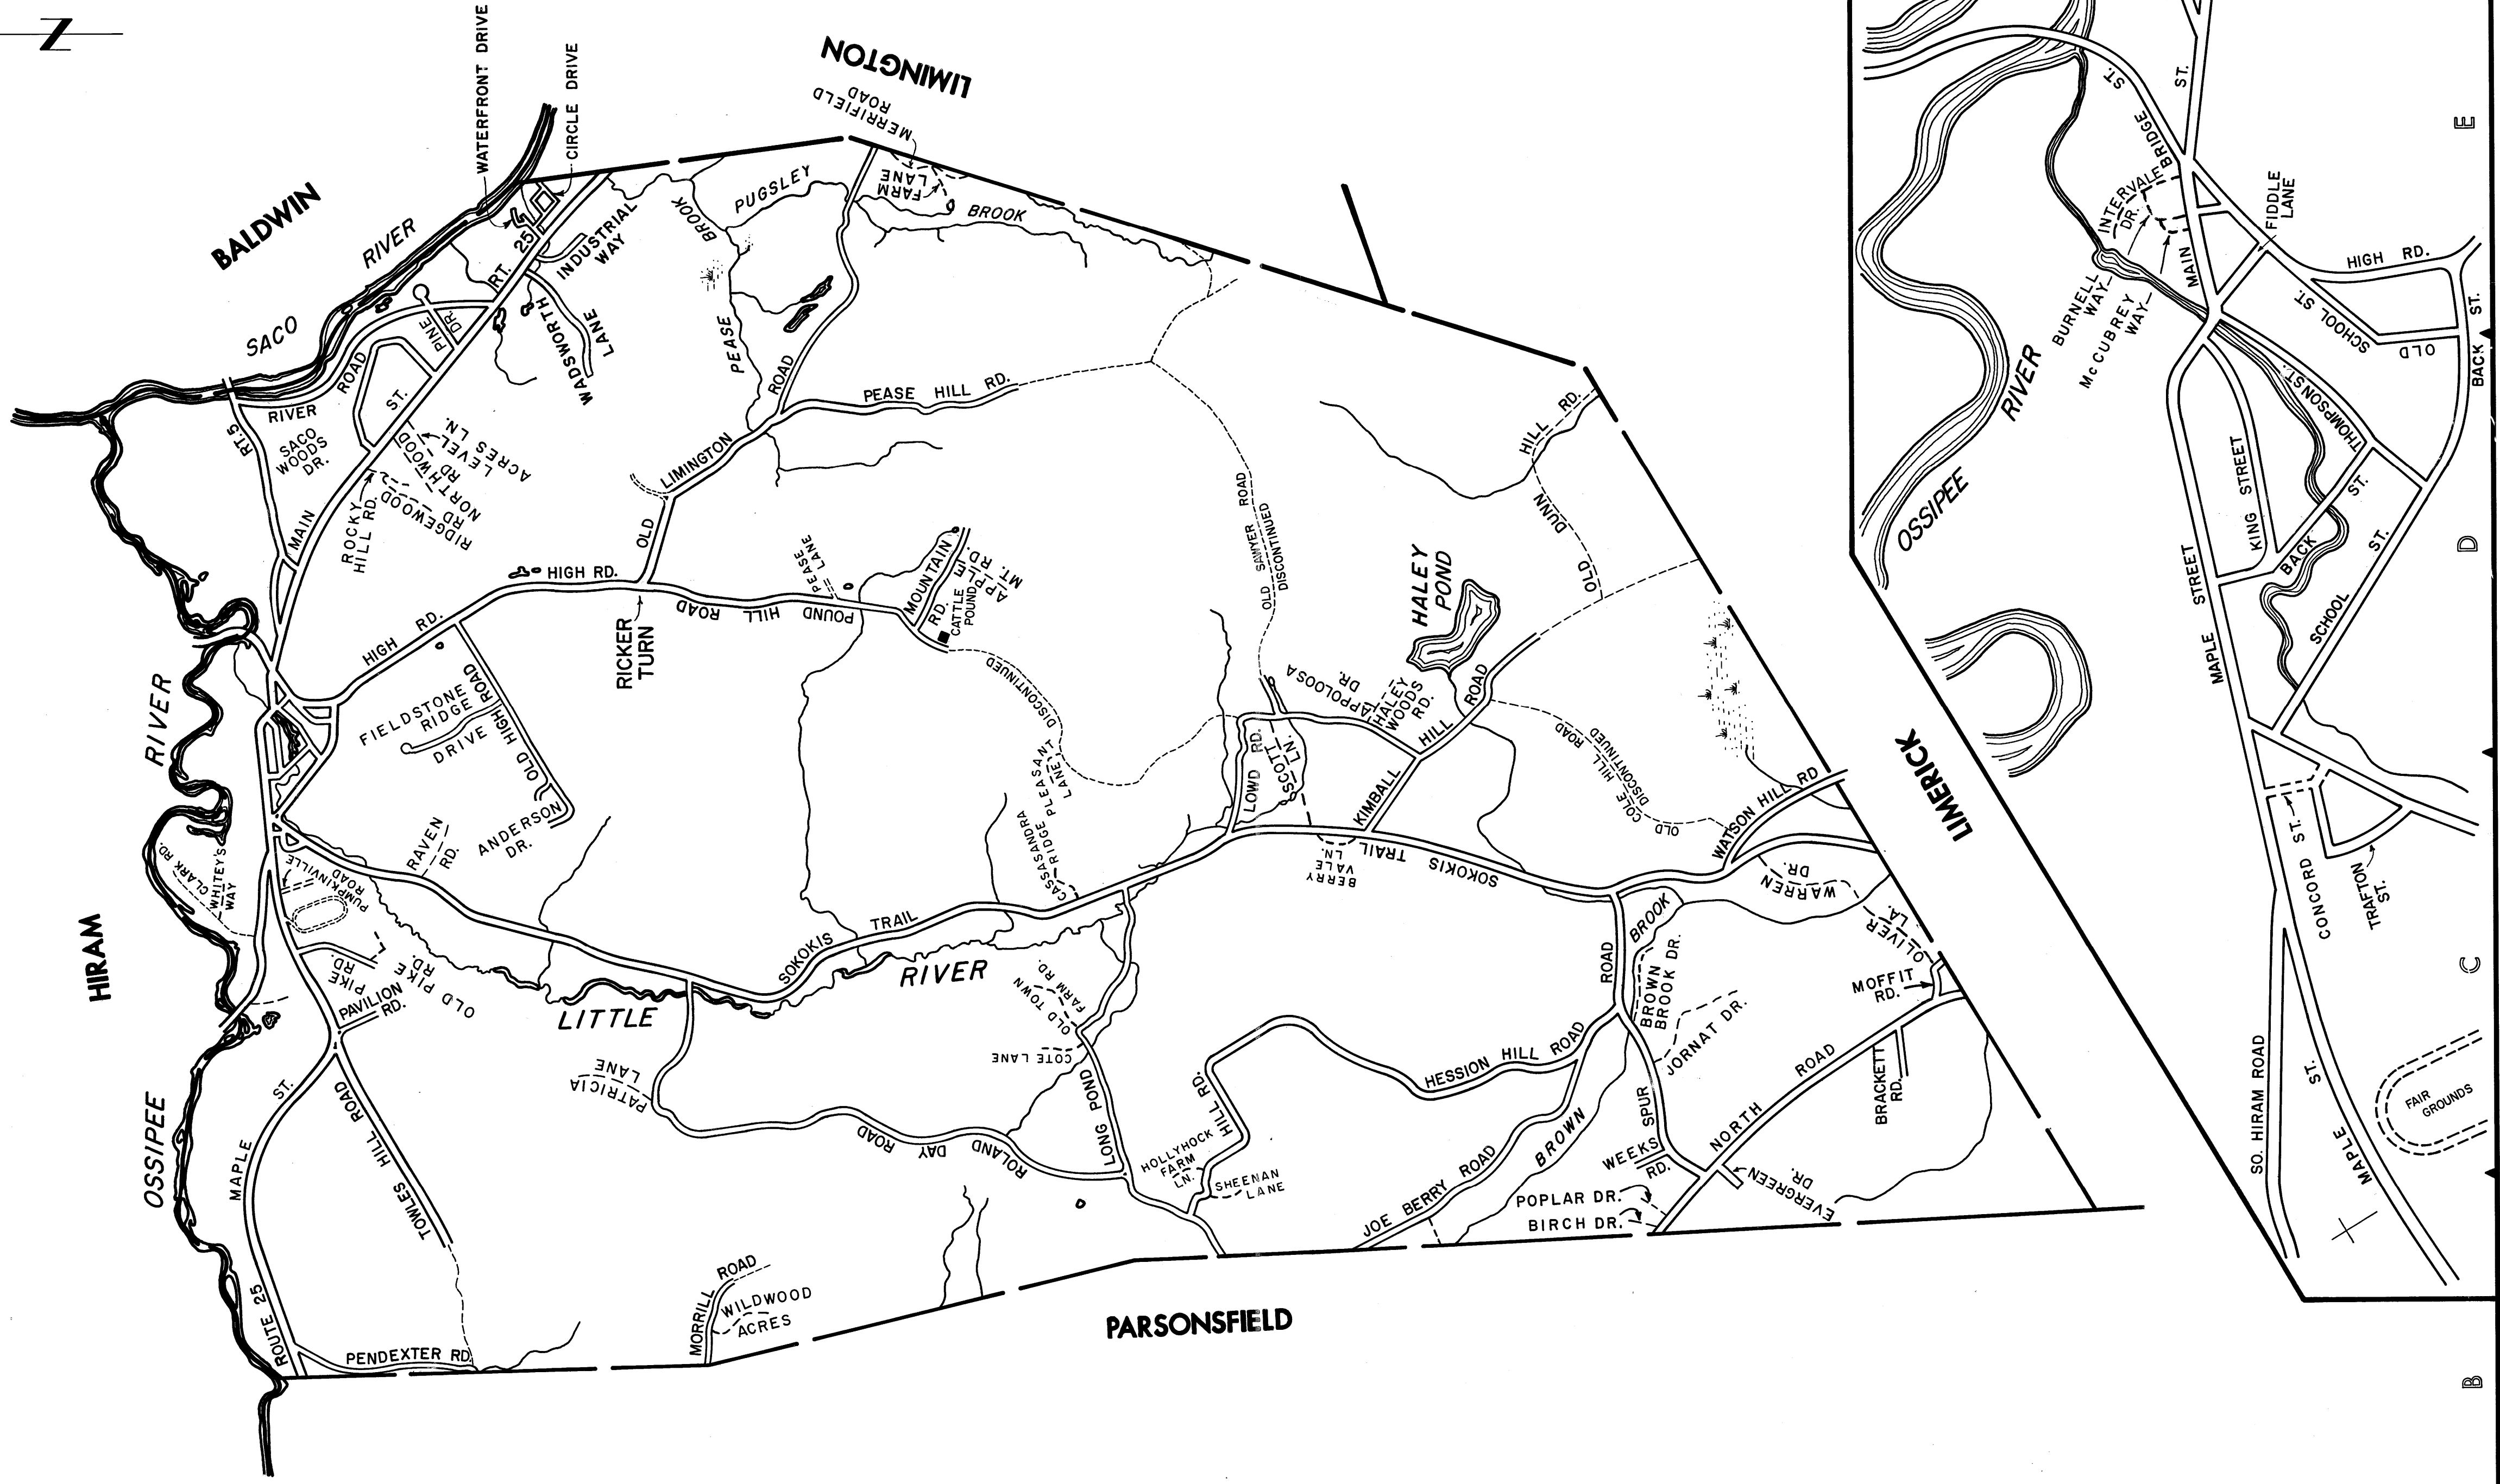 N
WATERFRONT DRIVE
CIRCLE DRIVE
LIMINGTON
MERRIFIELD
ROAD
FARM
LANE
BALDWIN
SACO
RIVER
RT. 25
INDUSTRIAL
WAY
WADSWORTH
LANE
PINE
DR.
RIVER
ROAD
RT.5
SACO
WOODS
DR.
MAIN
ST.
LEVEL
ACRES LN.
NORTHWOOD
RD
RIDGEWOOD
RD
ROCKY
HILL RD.
PEASE
BROOK
PUGSLEY
BROOK
OLD
LIMINGTON
ROAD
PEASE HILL RD.
HIGH RD.
HIGH RD.
RICKER
TURN
POUND HILL ROAD
PEASE
LANE
MOUNTAIN
RD.
CATTLE
POUND
APPLE
MT. RD.
DISCONTINUED
OLD SAWYER ROAD
DISCONTINUED
OLD
DUNN
HILL RD.
HALEY
POND
APPOLOOSA
DR.
HALEY
WOODS
RD.
KIMBALL
HILL ROAD
LOWD RD.
SCOTT
LN.
OLD COLE HILL ROAD
DISCONTINUED
WATSON HILL RD
LIMERICK
FIELDSTONE
RIDGE
DRIVE
OLD HIGH ROAD
ANDERSON
DR.
RAVEN
RD.
PLEASANT
LANE
CASSASANDRA
RIDGE
BERRY
VALE
LN.
SOKOKIS TRAIL
SOKOKIS TRAIL
LITTLE
RIVER
HIRAM
OSSIPEE
RIVER
CLARK RD.
WHITEY'S
WAY
PUMPKINVILLE
ROAD
PIKE
RD.
OLD PIKE
RD.
PAVILION
RD.
MAPLE
ST.
ROUTE 25
TOWLES HILL ROAD
PENDEXTER RD.
MORRILL
ROAD
WILDWOOD
ACRES
PATRICIA
LANE
ROLAND DAY ROAD
OLD TOWN
FARM RD.
COTE LANE
LONG POND
HOLLYHOCK
FARM
LN.
HILL RD.
SHEENAN
LANE
HESSION HILL ROAD
JOE BERRY ROAD
BROWN
BROOK
BROWN
BROOK DR.
JORNAT DR.
SPUR
ROAD
WEEKS
RD.
POPLAR DR.
BIRCH DR.
EVERGREEN
DR.
NORTH
ROAD
BRACKETT
RD.
MOFFIT
RD.
OLIVER
LA.
WARREN
DR.
PARSONSFIELD
OSSIPEE
RIVER
BRIDGE
ST.
ST.
INTERVALE
DR.
BURNELL
WAY
McCUBREY
WAY
MAIN
FIDDLE
LANE
HIGH RD.
OLD
SCHOOL ST.
BACK ST.
THOMPSON ST.
KING STREET
BACK
ST.
SCHOOL
ST.
MAPLE STREET
CONCORD ST.
TRAFTON
ST.
SO. HIRAM ROAD
MAPLE
ST.
FAIR
GROUNDS
E
D
C
B